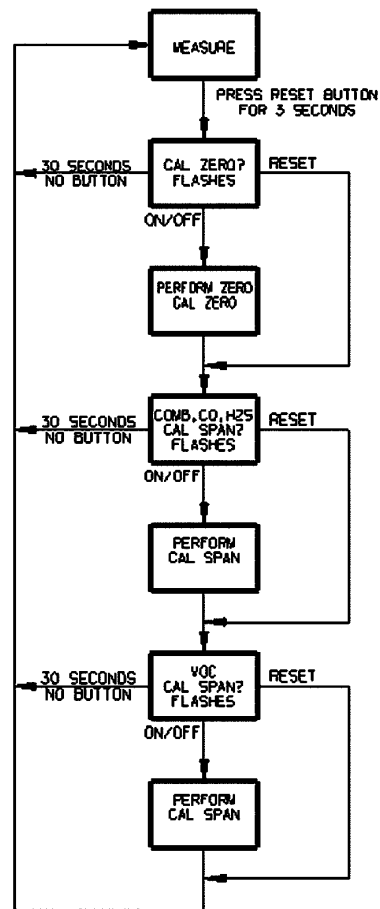 MEASURE
PRESS RESET BUTTON
FOR 3 SECONDS
CAL ZERO?
FLASHES
30 SECONDS
NO BUTTON
RESET
ON/OFF
PERFORM ZERO
CAL ZERO
COMB,CO,H2S
CAL SPAN?
FLASHES
30 SECONDS
NO BUTTON
RESET
ON/OFF
PERFORM
CAL SPAN
VOC
CAL SPAN?
FLASHES
30 SECONDS
NO BUTTON
RESET
ON/OFF
PERFORM
CAL SPAN